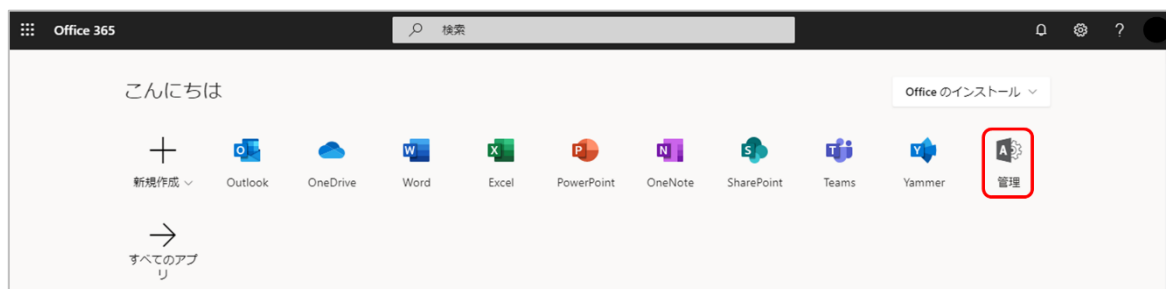 Office 365
検索
?
こんにちは
Office のインストール
新規作成
Outlook
OneDrive
Word
Excel
PowerPoint
OneNote
SharePoint
Teams
Yammer
管理
すべてのアプ
リ